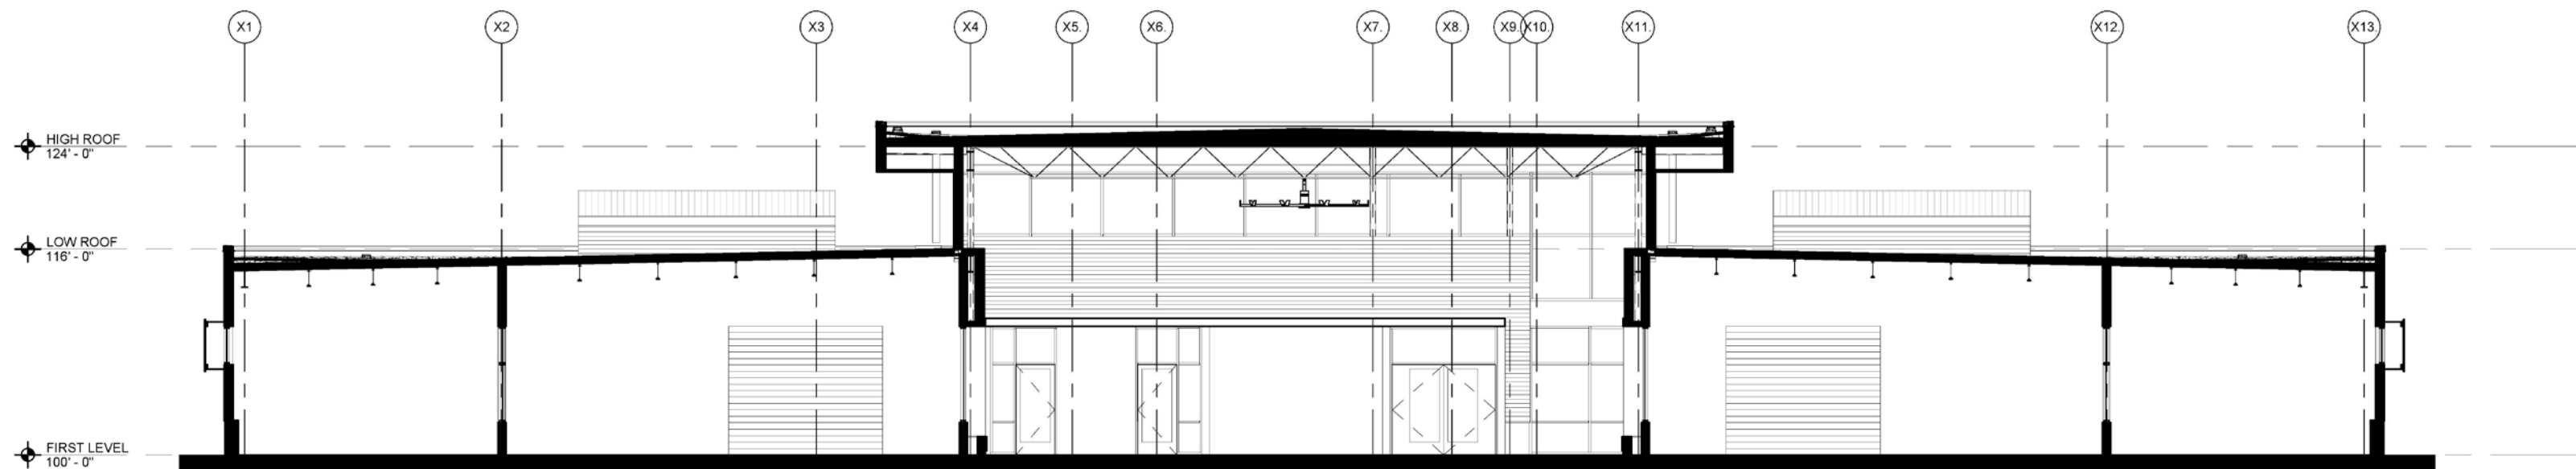 X1
X2
X3
X4
X5.
X6.
X7.
X8.
X9.
X10.
X11.
X12.
X13.
HIGH ROOF
124' - 0"
LOW ROOF
116' - 0"
FIRST LEVEL
100' - 0"